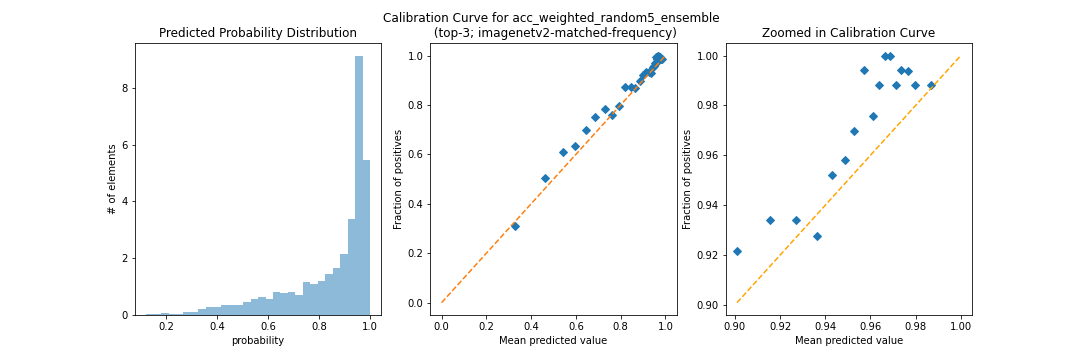 Predicted Probability Distribution
# of elements
8
6
4
2
0
0.2 0.4 0.6 0.8 1.0
probability
Calibration Curve for acc_weighted_random5_ensemble
(top-3; imagenetv2-matched-frequency)
Fraction of positives
1.0
0.8
0.6
0.4
0.2
0.0
0.0 0.2 0.4 0.6 0.8 1.0
Mean predicted value
Zoomed in Calibration Curve
Fraction of positives
1.00
0.98
0.96
0.94
0.92
0.90
0.90 0.92 0.94 0.96 0.98 1.00
Mean predicted value